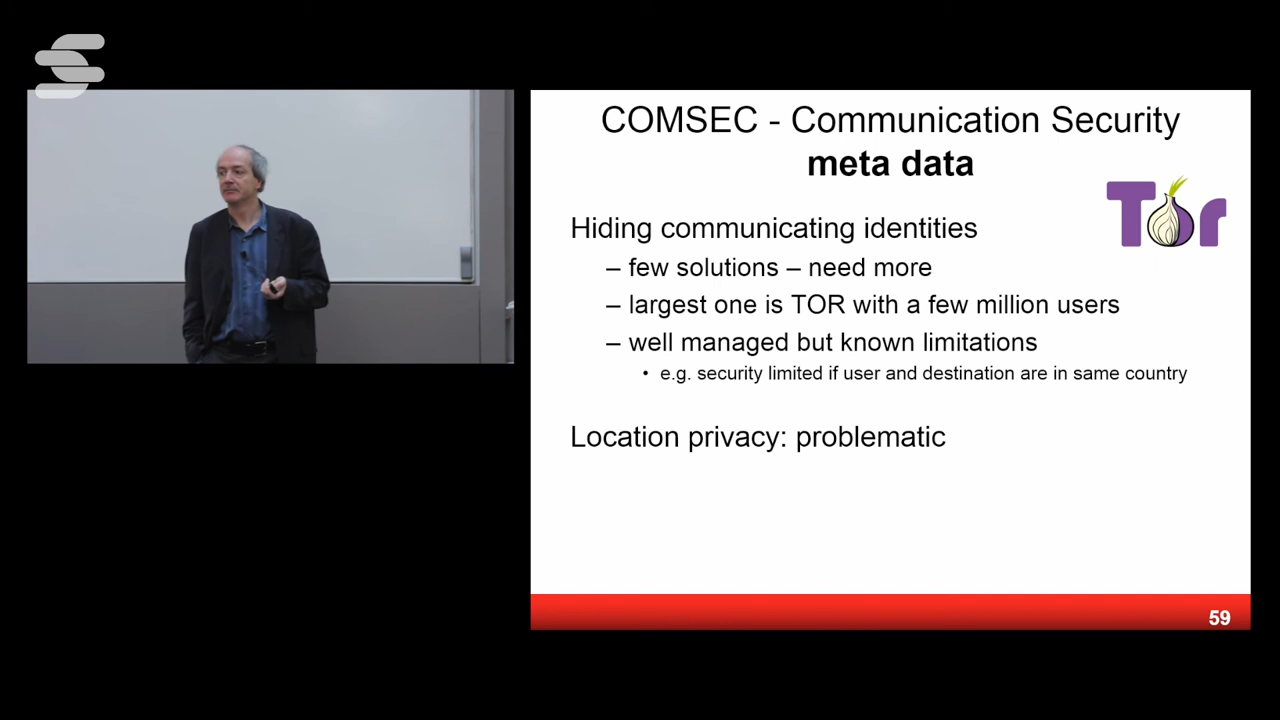 COMSEC - Communication Security
meta data
Tor
Hiding communicating identities
– few solutions – need more
– largest one is TOR with a few million users
– well managed but known limitations
• e.g. security limited if user and destination are in same country
Location privacy: problematic
59